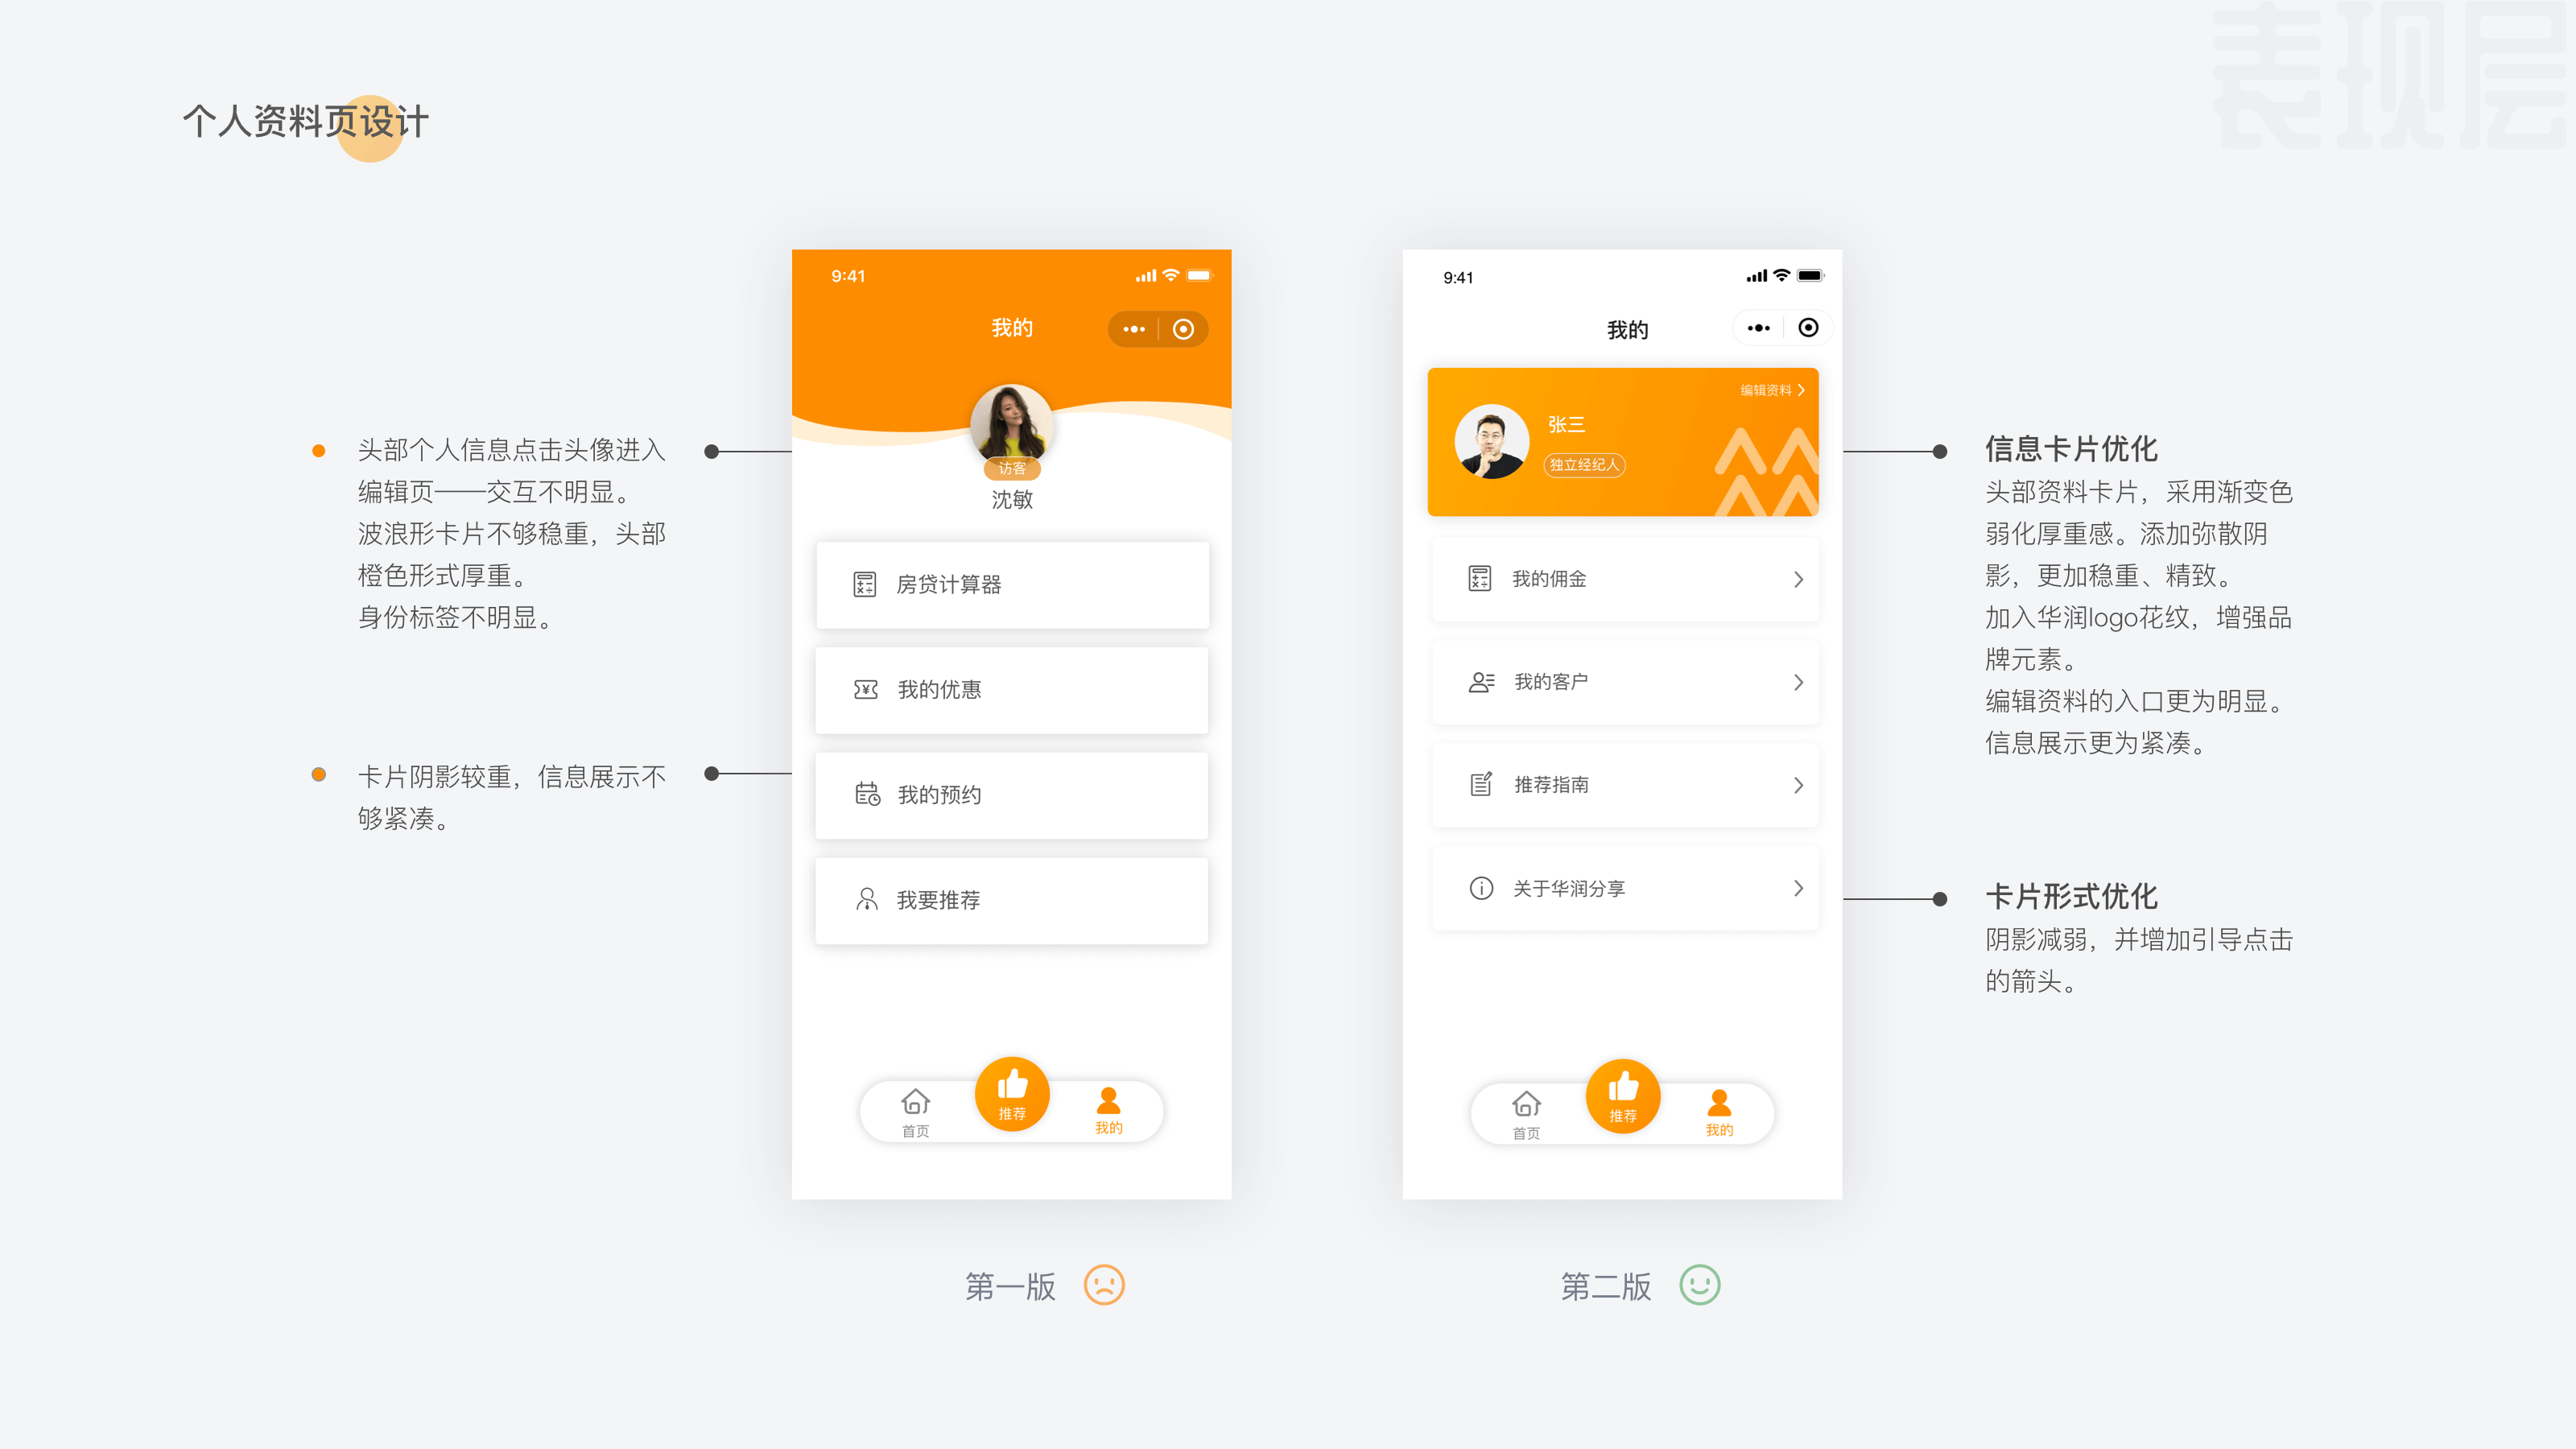 表现层
个人资料页设计
头部个人信息点击头像进入
编辑页——交互不明显。
波浪形卡片不够稳重，头部
橙色形式厚重。
身份标签不明显。
卡片阴影较重，信息展示不
够紧凑。
9:41
我的
访客
沈敏
房贷计算器
我的优惠
我的预约
我要推荐
首页
推荐
我的
第一版
9:41
我的
编辑资料
张三
独立经纪人
我的佣金
我的客户
推荐指南
关于华润分享
首页
推荐
我的
第二版
信息卡片优化
头部资料卡片，采用渐变色
弱化厚重感。添加弥散阴
影，更加稳重、精致。
加入华润logo花纹，增强品
牌元素。
编辑资料的入口更为明显。
信息展示更为紧凑。
卡片形式优化
阴影减弱，并增加引导点击
的箭头。